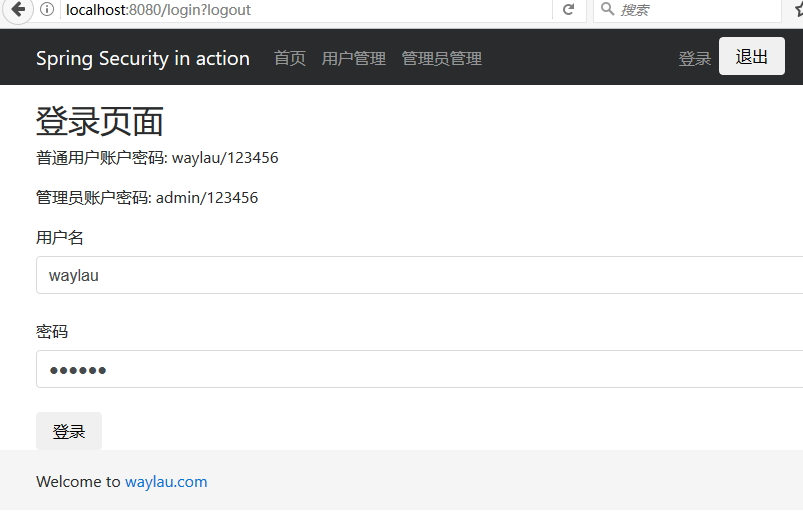 localhost:8080/login?logout
搜索
Spring Security in action 首页 用户管理 管理员管理 登录 退出
登录页面
普通用户账户密码: waylau/123456
管理员账户密码: admin/123456
用户名
waylau
密码
●●●●●●
登录
Welcome to waylau.com